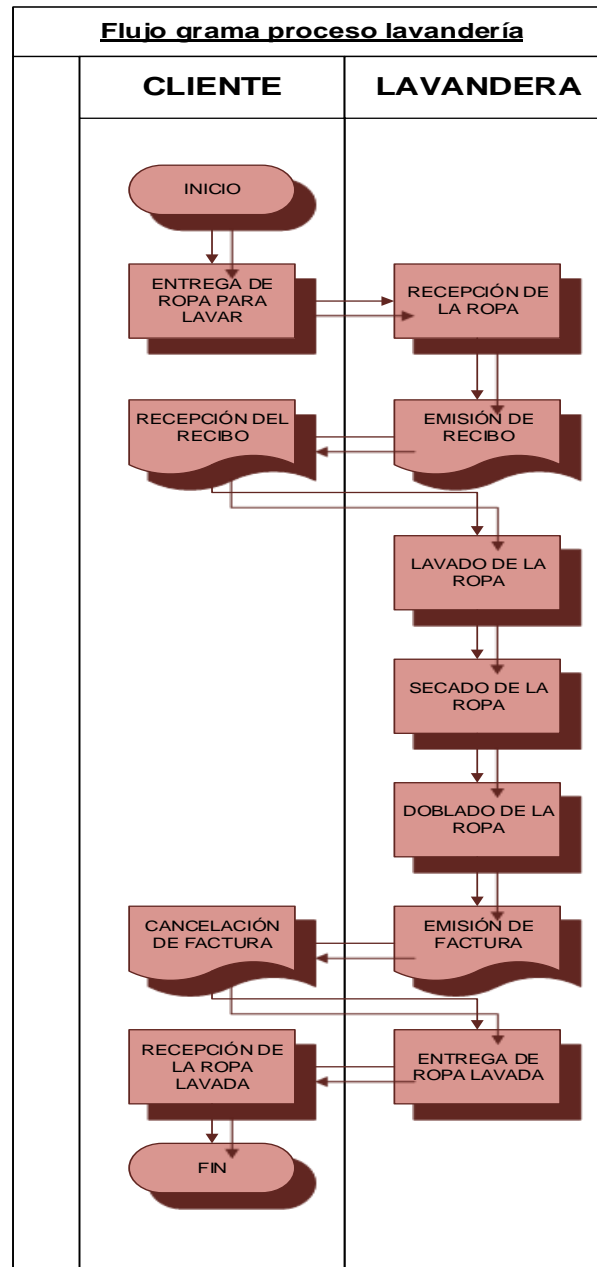 Flujo grama proceso lavandería
CLIENTE
LAVANDERA
INICIO
ENTREGA DE
ROPA PARA
LAVAR
RECEPCIÓN DE
LA ROPA
RECEPCIÓN DEL
RECIBO
EMISIÓN DE
RECIBO
LAVADO DE LA
ROPA
SECADO DE LA
ROPA
DOBLADO DE LA
ROPA
CANCELACIÓN
DE FACTURA
EMISIÓN DE
FACTURA
RECEPCIÓN DE
LA ROPA
LAVADA
ENTREGA DE
ROPA LAVADA
FIN